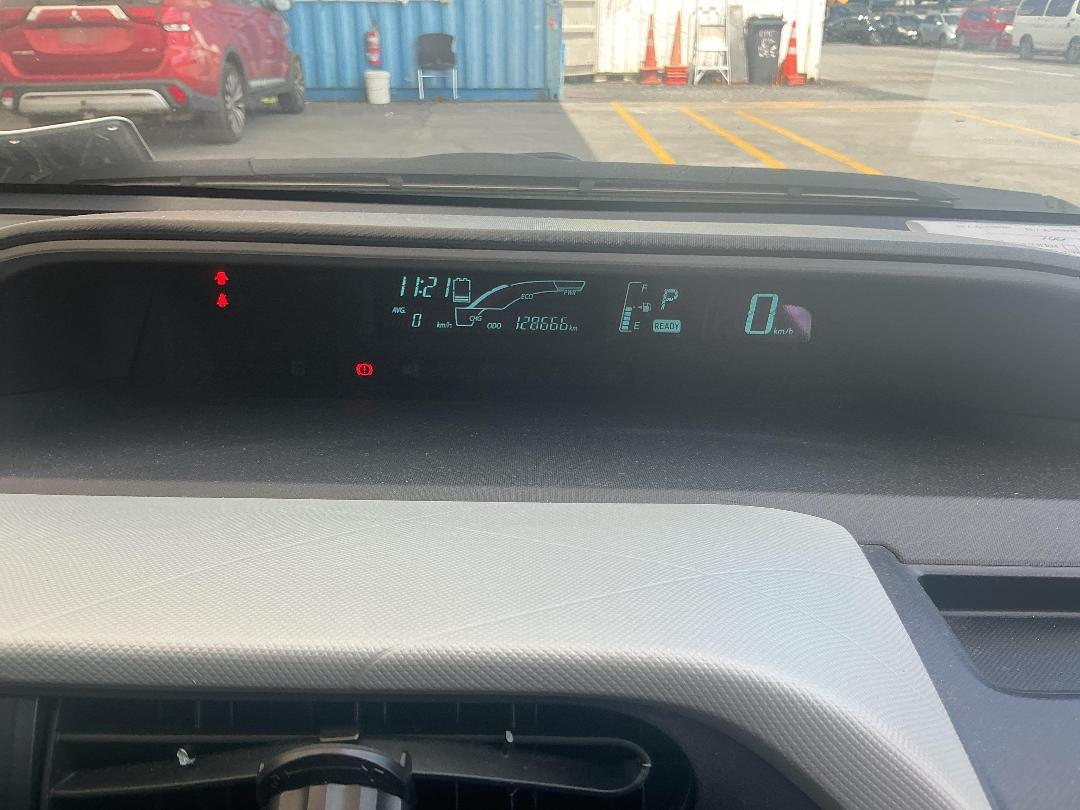 11:21
ECO
PWR
F
P
AVG.
0 km/h
CHG
ODO 128666 km
E
READY
0 km/h